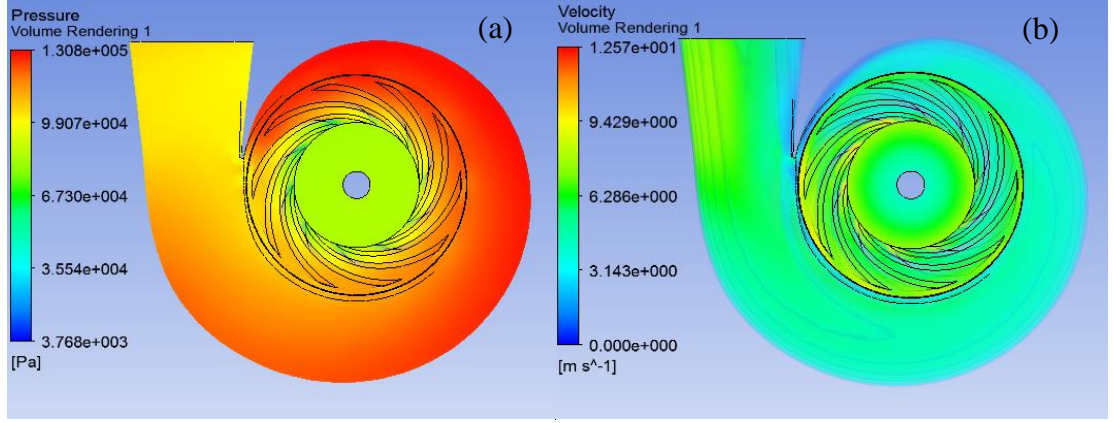 Pressure
Volume Rendering 1
1.308e+005
9.907e+004
6.730e+004
3.554e+004
3.768e+003
[Pa]
(a)
Velocity
Volume Rendering 1
1.257e+001
9.429e+000
6.286e+000
3.143e+000
0.000e+000
[m s^-1]
(b)